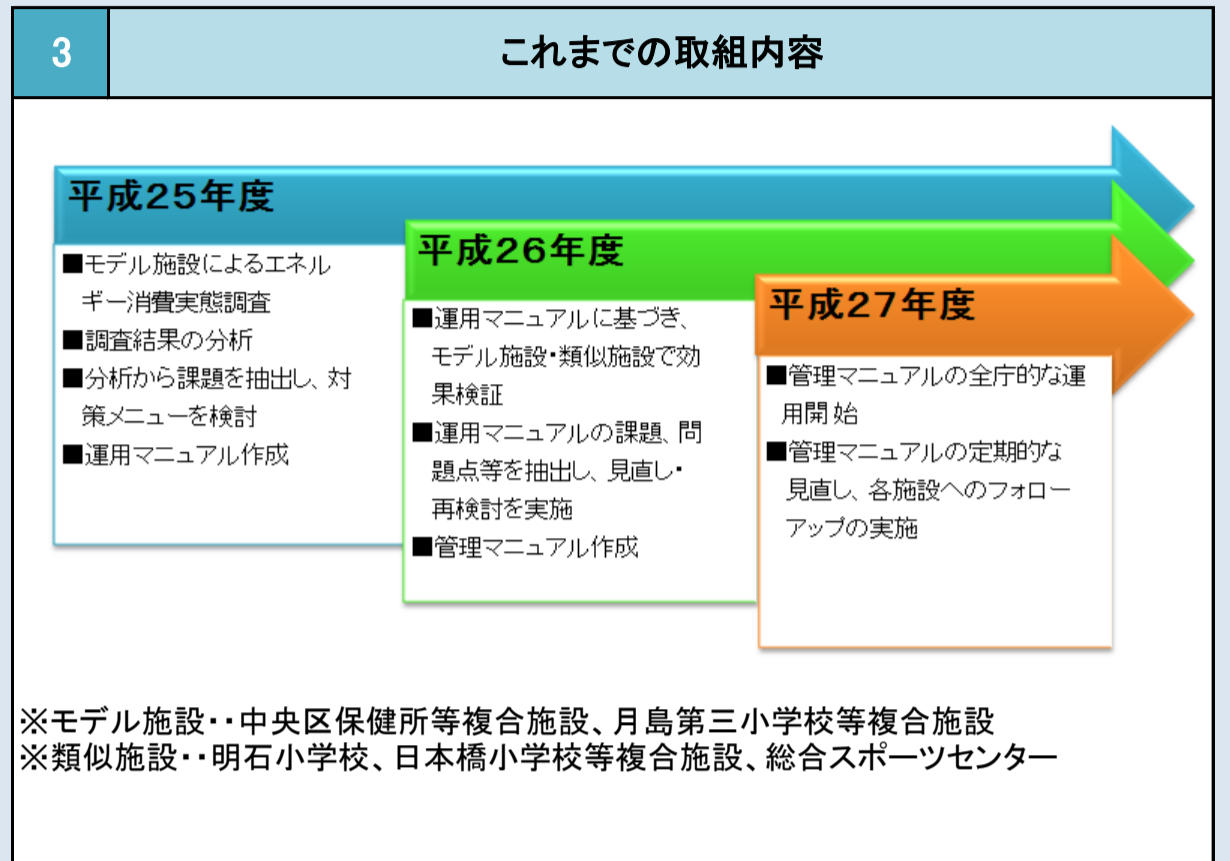 3
これまでの取組内容
平成25年度
■モデル施設によるエネル
ギー消費実態調査
■調査結果の分析
■分析から課題を抽出し、対
策メニューを検討
■運用マニュアル作成
平成26年度
■運用マニュアルに基づき、
モデル施設・類似施設で効
果検証
■運用マニュアルの課題、問
題点等を抽出し、見直し・
再検討を実施
■管理マニュアル作成
平成27年度
■管理マニュアルの全庁的な運
用開始
■管理マニュアルの定期的な
見直し、各施設へのフォロー
アップの実施
※モデル施設・・中央区保健所等複合施設、月島第三小学校等複合施設
※類似施設・・明石小学校、日本橋小学校等複合施設、総合スポーツセンター